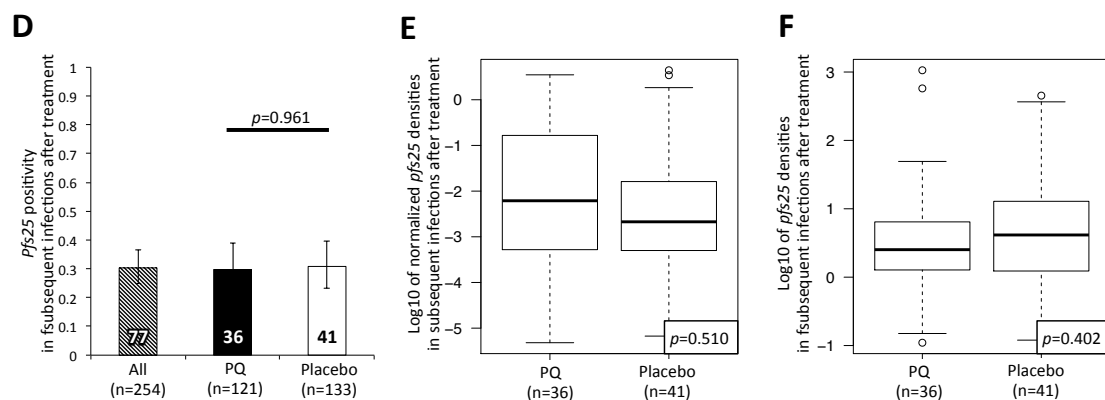 D
Pfs25 positivity
in fsubsequent infections after treatment
1
0.9
0.8
0.7
0.6
0.5
0.4
0.3
0.2
0.1
0
p=0.961
77
36
41
All
(n=254)
PQ
(n=121)
Placebo
(n=133)
E
Log10 of normalized pfs25 densities
in subsequent infections after treatment
0
−1
−2
−3
−4
−5
p=0.510
PQ
(n=36)
Placebo
(n=41)
F
Log10 of pfs25 densities
in fsubsequent infections after treatment
3
2
1
0
−1
p=0.402
PQ
(n=36)
Placebo
(n=41)